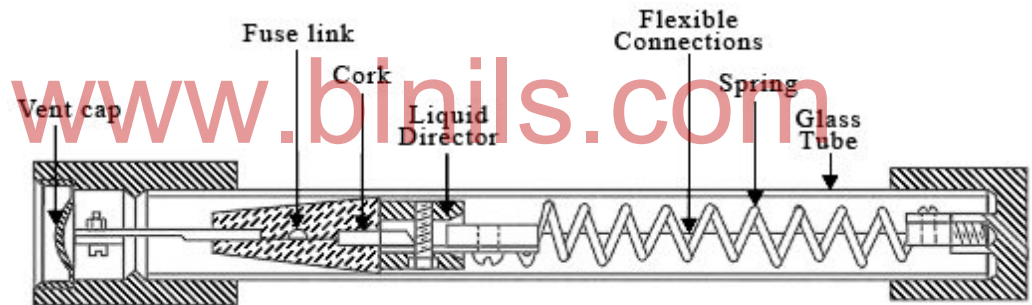 Flexible
Connections
Fuse link
Cork
Spring
www.binils.com
Vent cap
Liquid
Director
Glass
Tube